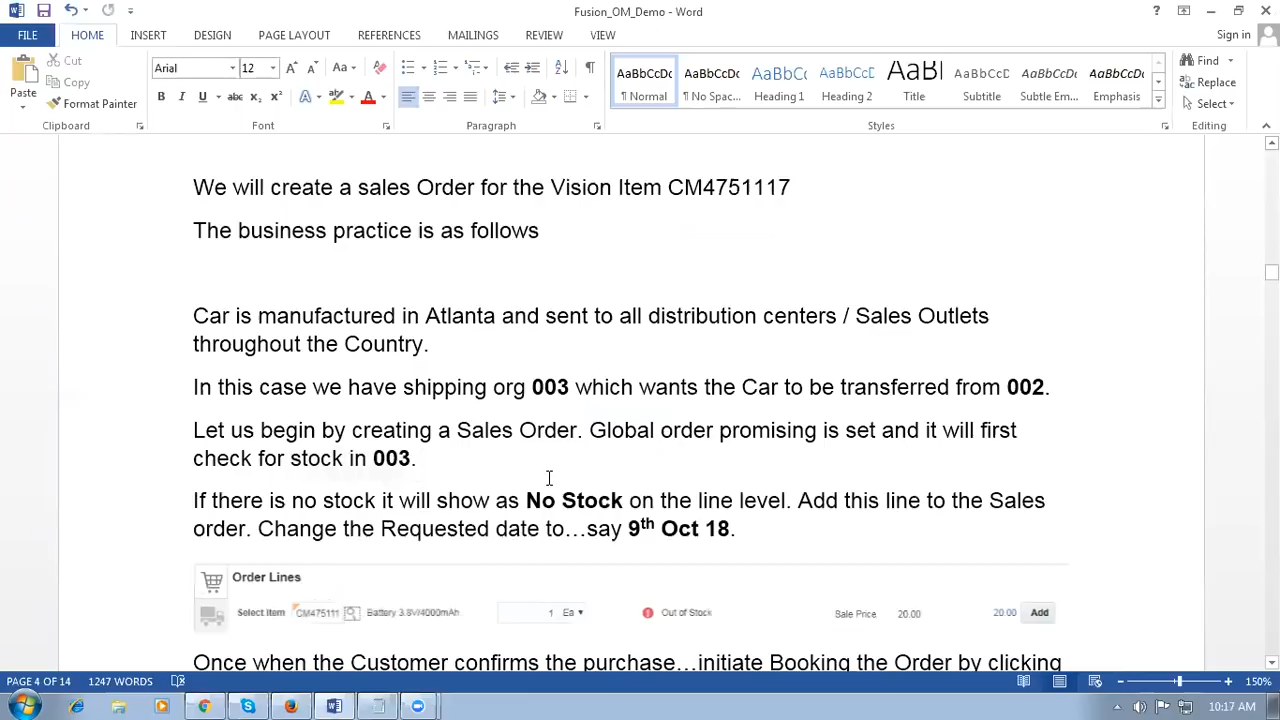 Fusion_OM_Demo - Word
?
FILE HOME INSERT DESIGN PAGE LAYOUT REFERENCES MAILINGS REVIEW VIEW Sign in
Paste
Cut
Copy
Format Painter
Clipboard
Arial 12
Aa
B I U abc x₂ x² A A
Font
Paragraph
AaBbCcDc AaBbCcDc AaBbCc AaBbCcC AaBl AaBbCcD AaBbCcDc AaBbCcDc
¶ Normal ¶ No Spac... Heading 1 Heading 2 Title Subtitle Subtle Em... Emphasis
Styles
Find
Replace
Select
Editing
We will create a sales Order for the Vision Item CM4751117
The business practice is as follows
Car is manufactured in Atlanta and sent to all distribution centers / Sales Outlets
throughout the Country.
In this case we have shipping org 003 which wants the Car to be transferred from 002.
Let us begin by creating a Sales Order. Global order promising is set and it will first
check for stock in 003.
If there is no stock it will show as No Stock on the line level. Add this line to the Sales
order. Change the Requested date to…say 9th Oct 18.
Order Lines
Select Item CM475111 Battery 3.8V/4000mAh 1 Ea Out of Stock Sale Price 20.00 20.00 Add
Once when the Customer confirms the purchase…initiate Booking the Order by clicking
PAGE 4 OF 14 1247 WORDS 150%
10:17 AM